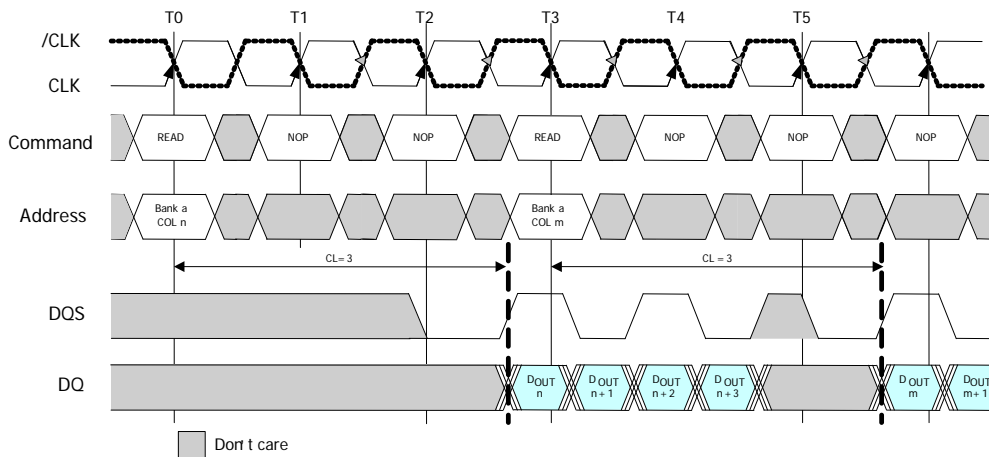 T0 T1 T2 T3 T4 T5
/CLK
CLK
Command READ NOP NOP READ NOP NOP NOP
Address Bank a COL n Bank a COL m
CL = 3 CL = 3
DQS
DQ DOUT n DOUT n + 1 DOUT n + 2 DOUT n + 3 DOUT m DOUT m + 1
Don't care